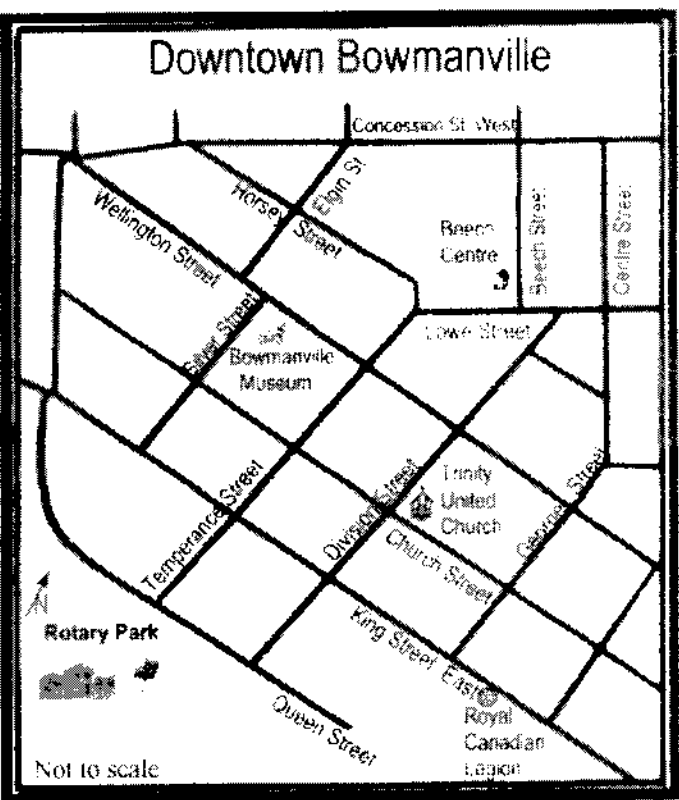 Downtown Bowmanville
Concession St. West
Elgin St
Horsey Street
Wellington Street
Beech Street
Centre Street
Beech
Centre
Silver Street
Lowe Street
Bowmanville
Museum
Trinity
United
Church
George Street
Temperance Street
Division Street
Church Street
N
Rotary Park
King Street East
Royal
Canadian
Legion
Queen Street
Not to scale